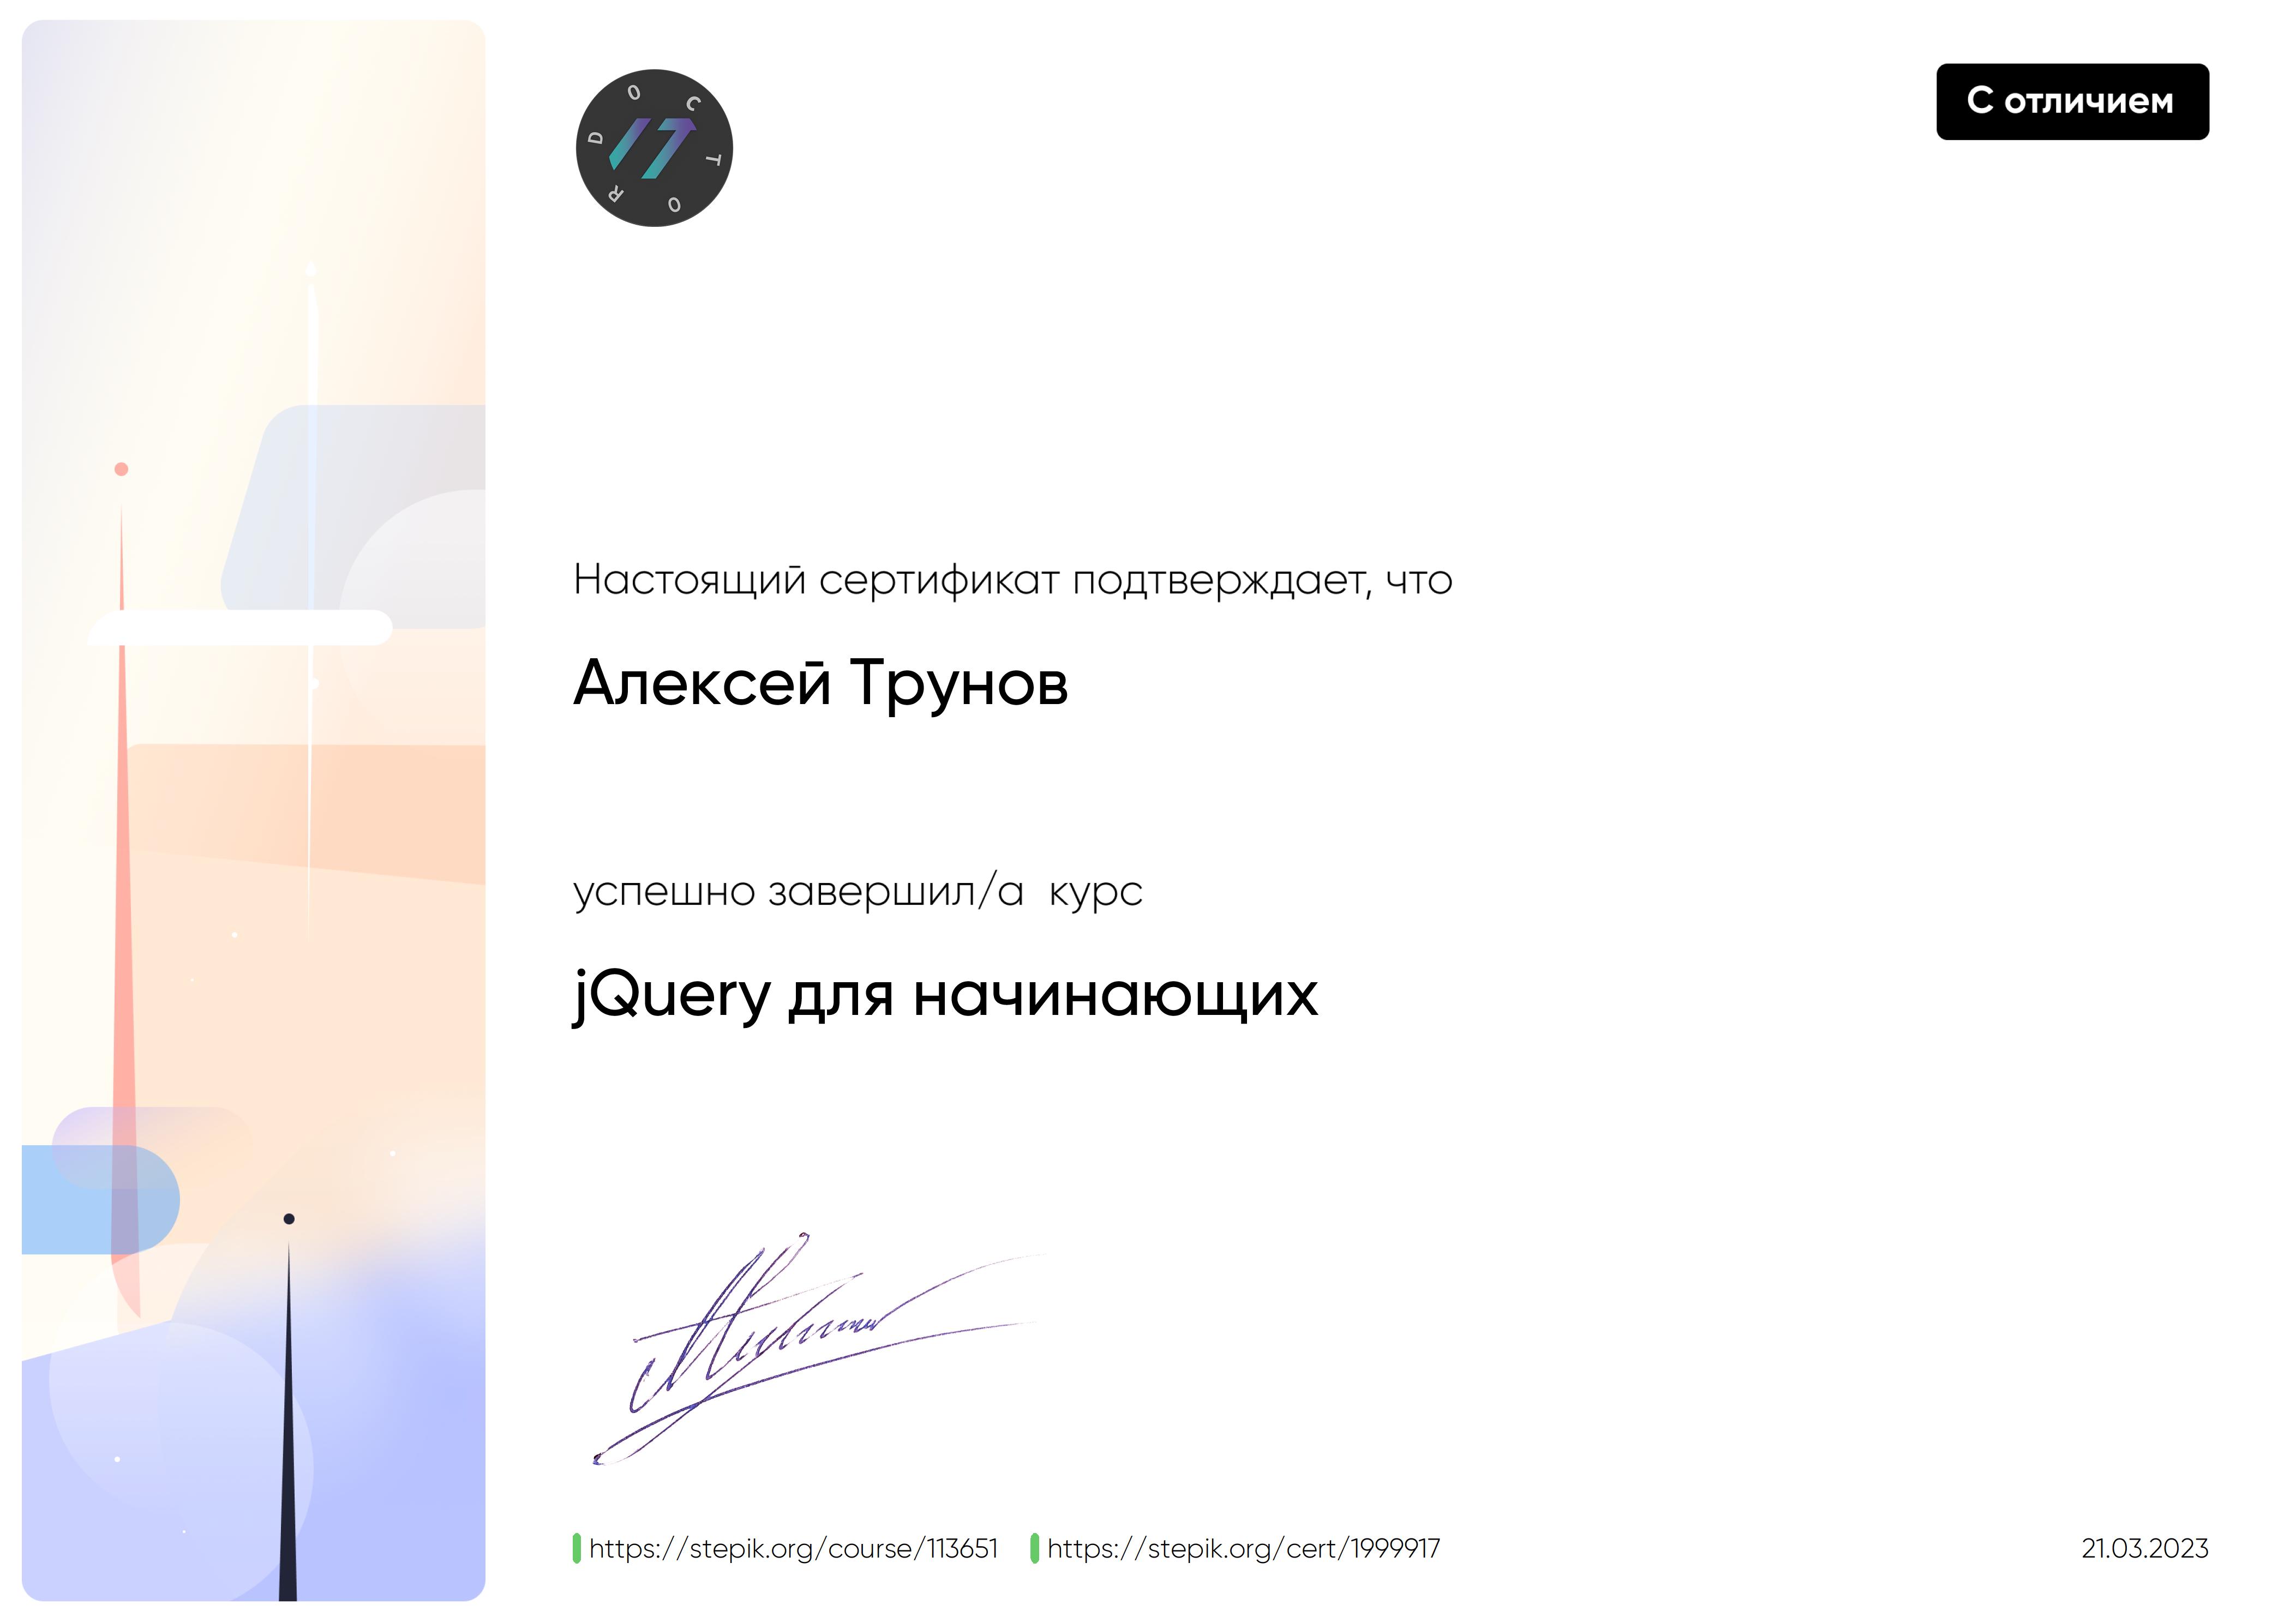 D O C T O R
IT
С отличием
Настоящий сертификат подтверждает, что
Алексей Трунов
успешно завершил/а курс
jQuery для начинающих
https://stepik.org/course/113651 https://stepik.org/cert/1999917
21.03.2023